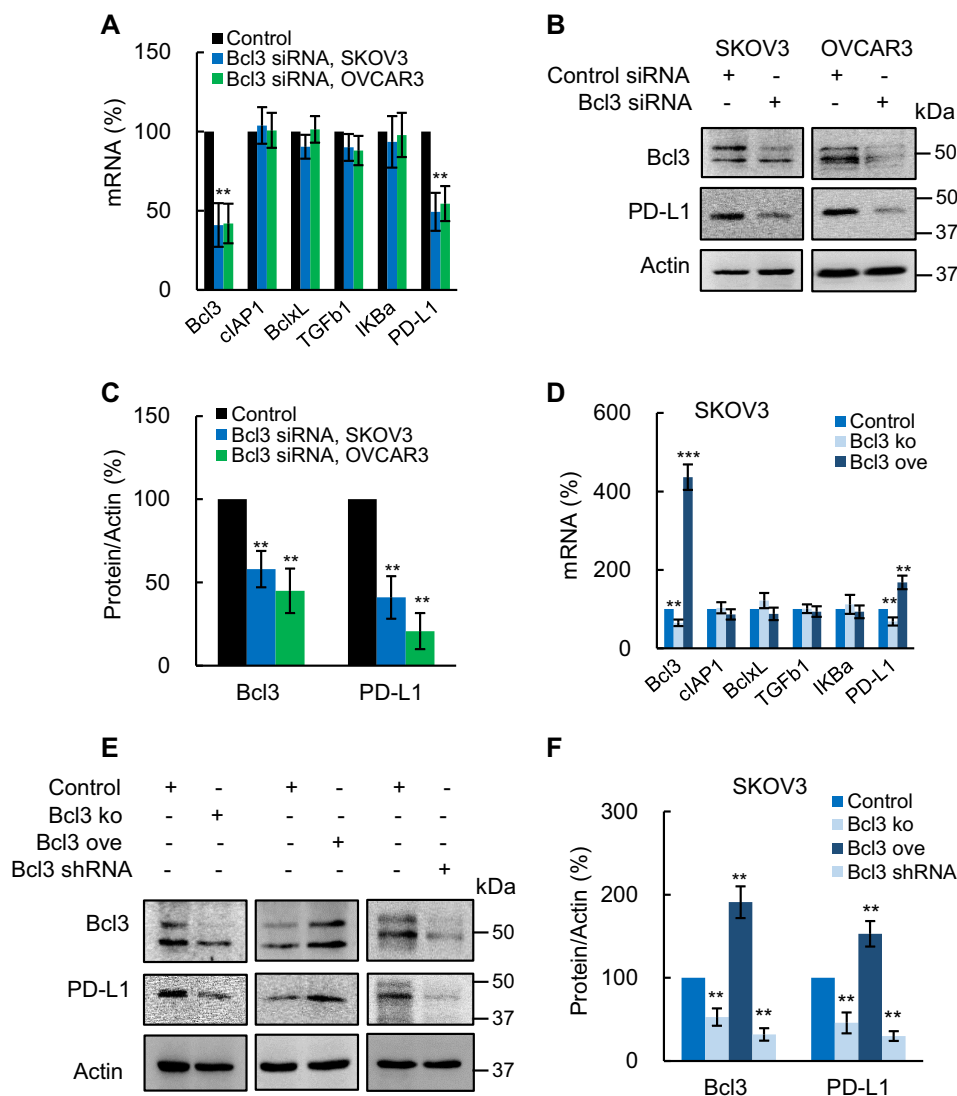 A
150
100
50
0
mRNA (%)
Control
Bcl3 siRNA, SKOV3
Bcl3 siRNA, OVCAR3
**
**
Bcl3
cIAP1
BclxL
TGFb1
IKBa
PD-L1
B
SKOV3 OVCAR3
Control siRNA + - + -
Bcl3 siRNA - + - +
kDa
Bcl3
50
PD-L1
50
37
Actin
37
C
150
100
50
0
Protein/Actin (%)
Control
Bcl3 siRNA, SKOV3
Bcl3 siRNA, OVCAR3
** ** ** **
Bcl3 PD-L1
D
SKOV3
600
400
200
0
mRNA (%)
Control
Bcl3 ko
Bcl3 ove
***
**
**
**
Bcl3
cIAP1
BclxL
TGFb1
IKBa
PD-L1
E
Control + - + - + -
Bcl3 ko - + - - - -
Bcl3 ove - - - + - -
Bcl3 shRNA - - - - - +
kDa
Bcl3
50
PD-L1
50
37
Actin
37
F
SKOV3
300
200
100
0
Protein/Actin (%)
Control
Bcl3 ko
Bcl3 ove
Bcl3 shRNA
** ** ** ** ** **
Bcl3 PD-L1